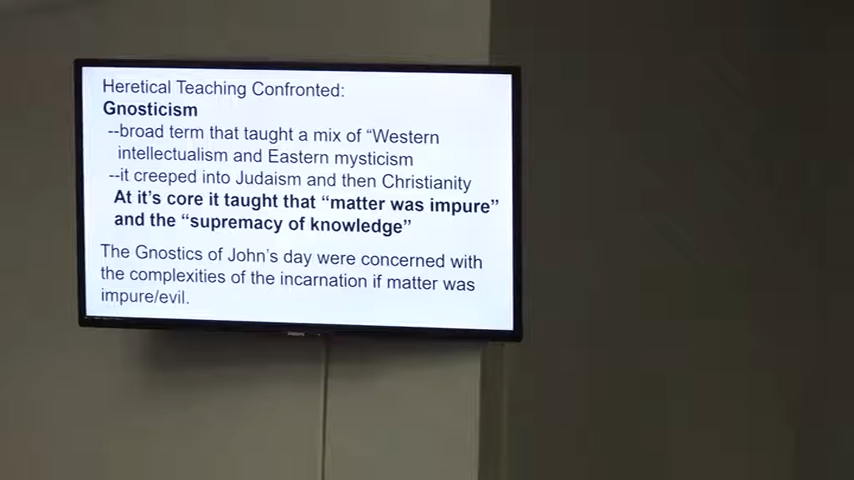 Heretical Teaching Confronted:
Gnosticism
--broad term that taught a mix of “Western
intellectualism and Eastern mysticism
--it creeped into Judaism and then Christianity
At it’s core it taught that “matter was impure”
and the “supremacy of knowledge”
The Gnostics of John’s day were concerned with
the complexities of the incarnation if matter was
impure/evil.